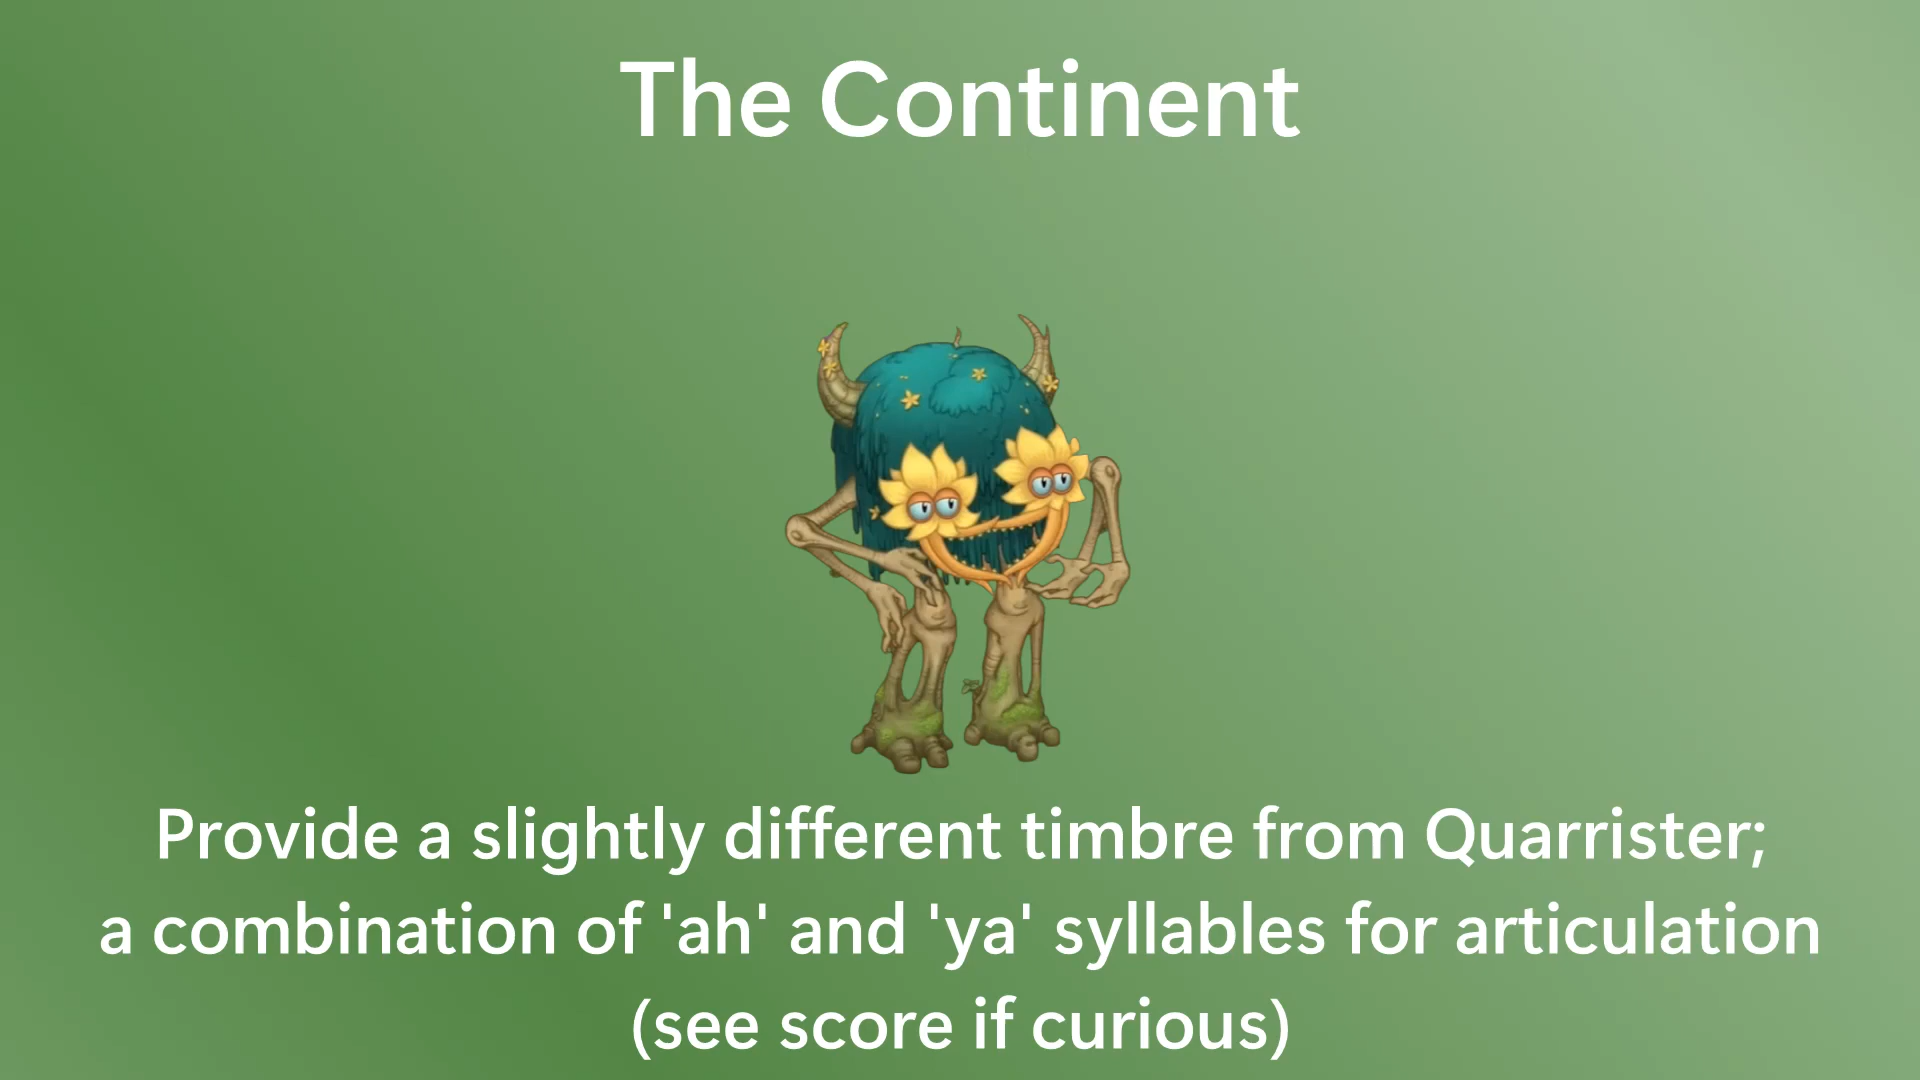 The Continent
Provide a slightly different timbre from Quarrister;
a combination of 'ah' and 'ya' syllables for articulation
(see score if curious)